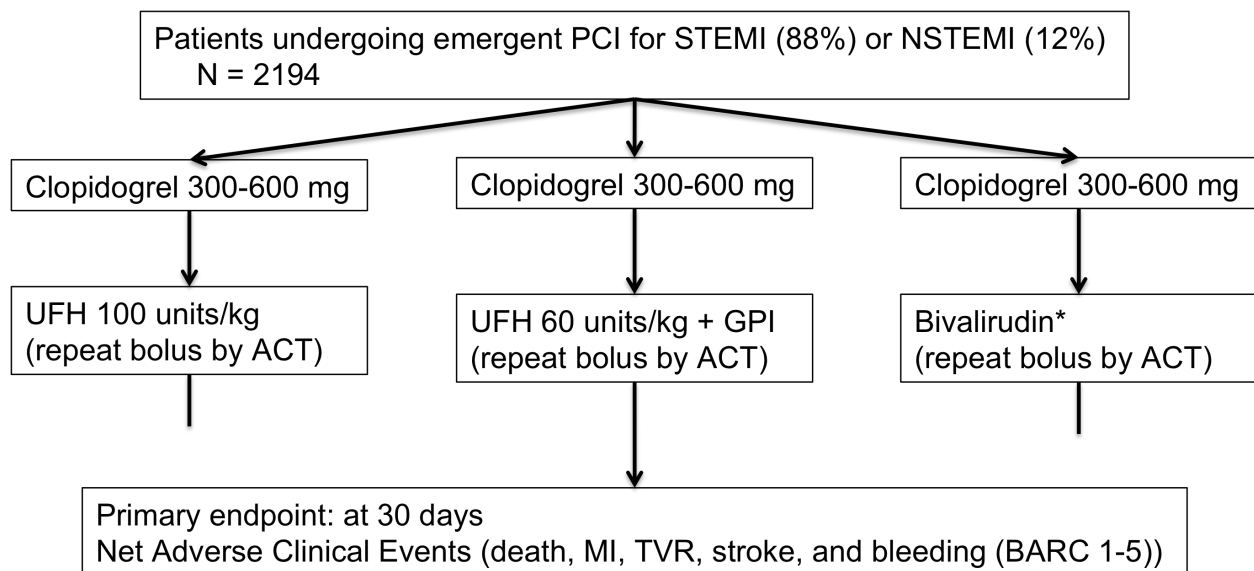 Patients undergoing emergent PCI for STEMI (88%) or NSTEMI (12%)
N = 2194
Clopidogrel 300-600 mg
Clopidogrel 300-600 mg
Clopidogrel 300-600 mg
UFH 100 units/kg
(repeat bolus by ACT)
UFH 60 units/kg + GPI
(repeat bolus by ACT)
Bivalirudin*
(repeat bolus by ACT)
Primary endpoint: at 30 days
Net Adverse Clinical Events (death, MI, TVR, stroke, and bleeding (BARC 1-5))